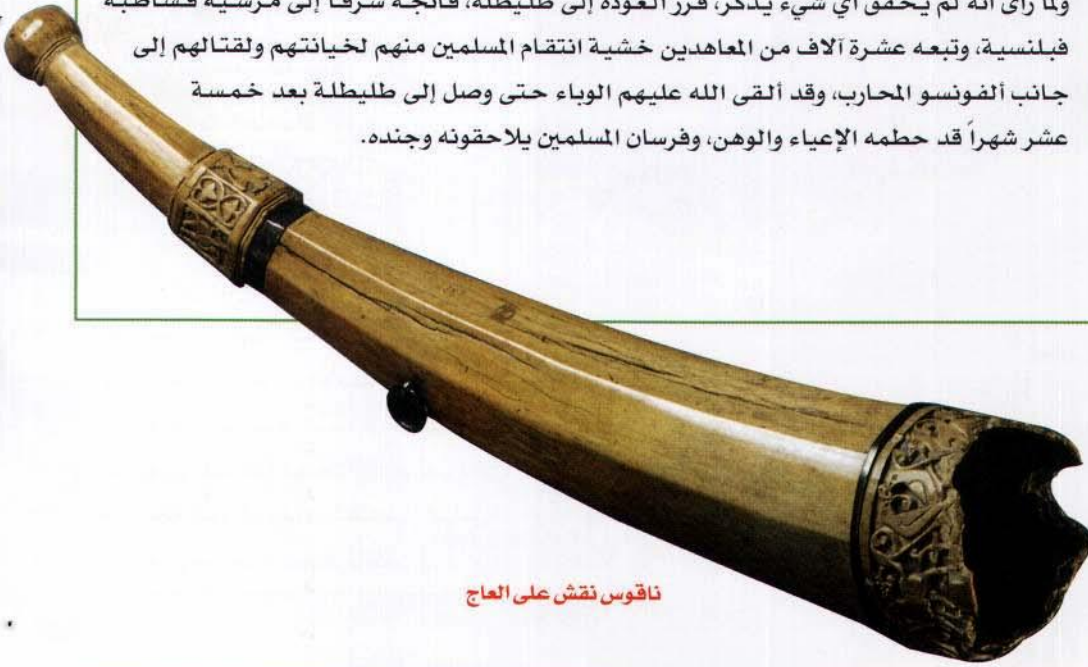 ولما رأى أنه لم يحقق أي شيء يذكر، قرر العودة إلى طليطلة، فاتجه شرقاً إلى مرسية فشاطبة
فبلنسية، وتبعه عشرة آلاف من المعاهدين خشية انتقام المسلمين منهم لخيانتهم ولقتالهم إلى
جانب ألفونسو المحارب، وقد ألقى الله عليهم الوباء حتى وصل إلى طليطلة بعد خمسة
عشر شهراً قد حطمه الإعياء والوهن، وفرسان المسلمين يلاحقونه وجنده.
ناقوس نقش على العاج